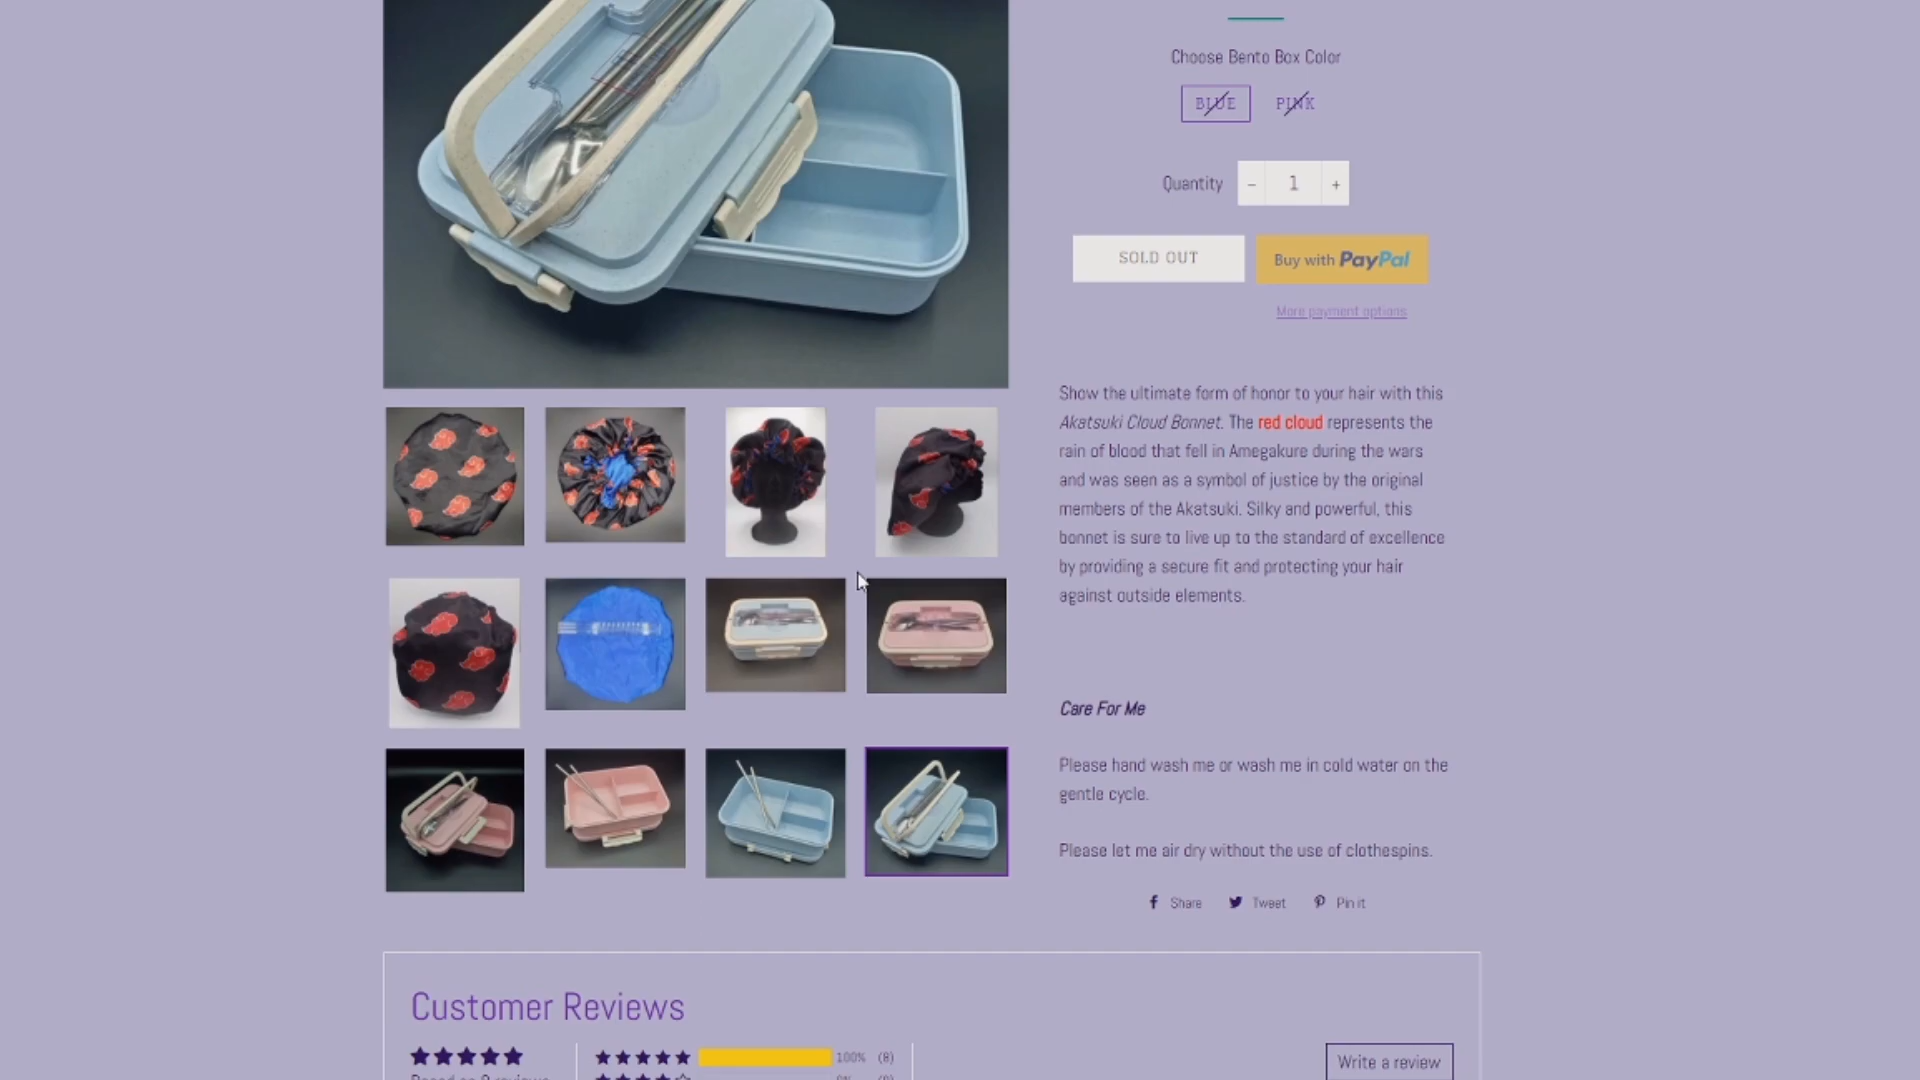 Choose Bento Box Color
BLUE PINK
Quantity − 1 +
SOLD OUT
Buy with PayPal
More payment options
Show the ultimate form of honor to your hair with this
Akatsuki Cloud Bonnet. The red cloud represents the
rain of blood that fell in Amegakure during the wars
and was seen as a symbol of justice by the original
members of the Akatsuki. Silky and powerful, this
bonnet is sure to live up to the standard of excellence
by providing a secure fit and protecting your hair
against outside elements.
Care For Me
Please hand wash me or wash me in cold water on the
gentle cycle.
Please let me air dry without the use of clothespins.
Share Tweet Pin it
Customer Reviews
100% (8)
Write a review